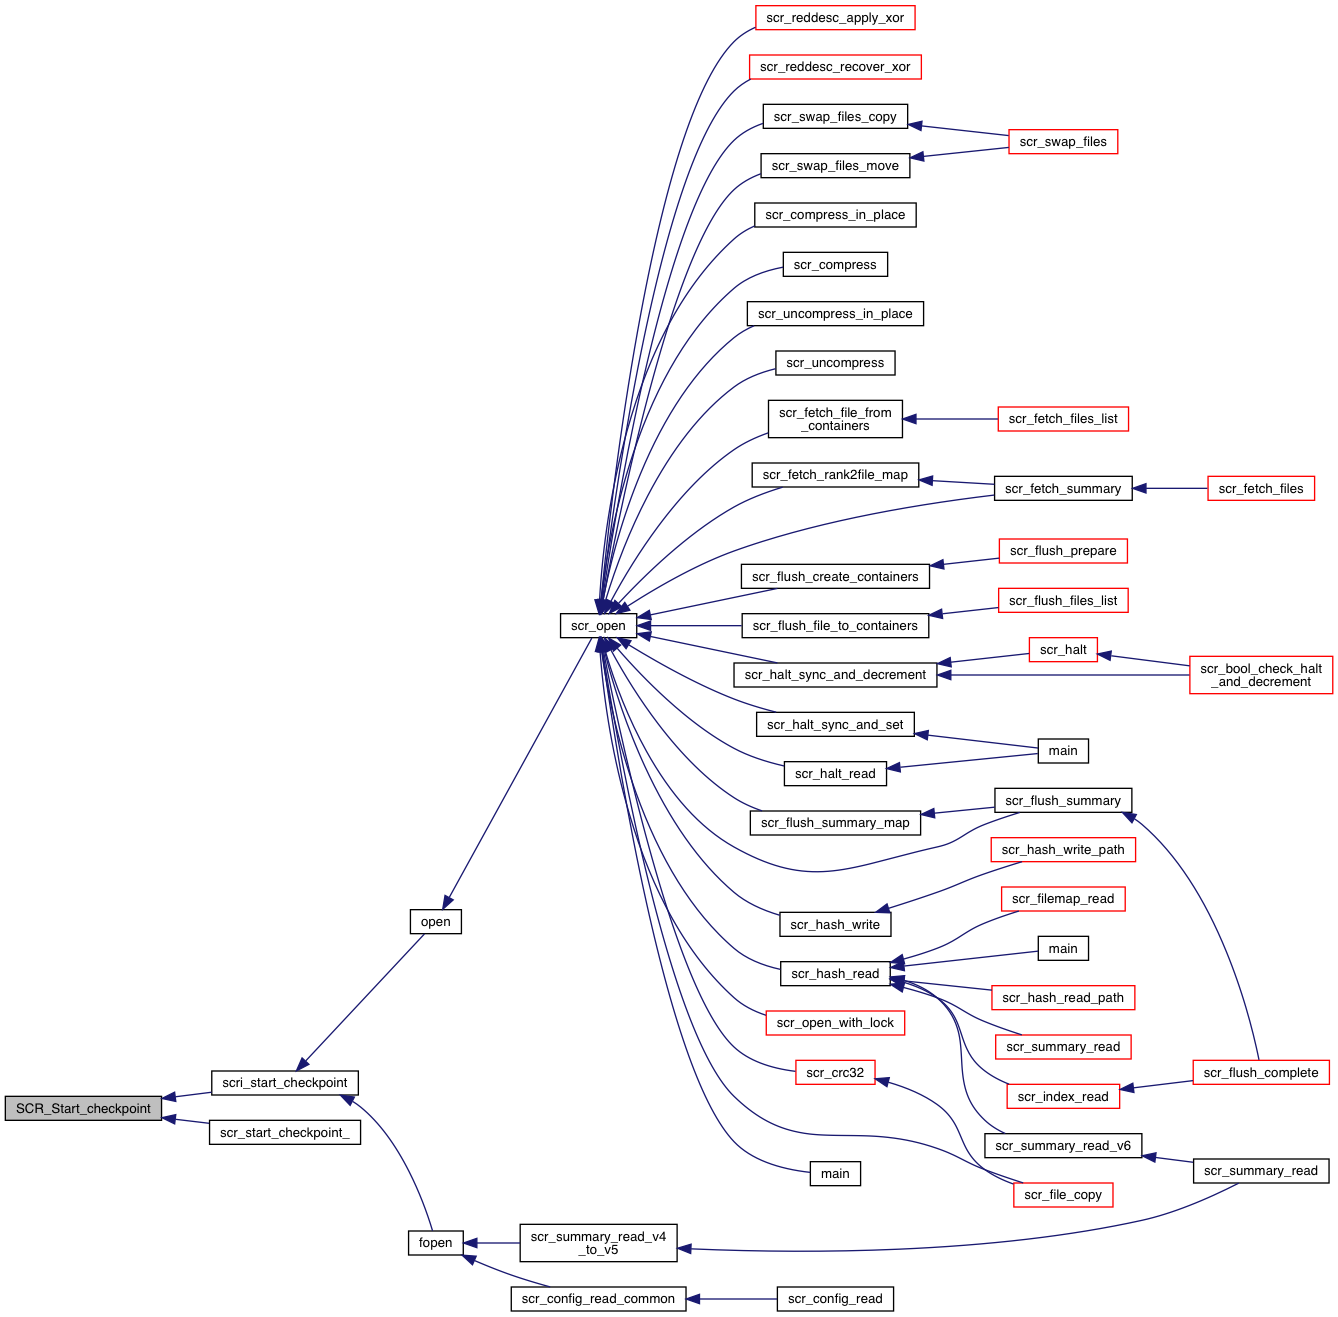 scr_reddesc_apply_xor
scr_reddesc_recover_xor
scr_swap_files_copy
scr_swap_files
scr_swap_files_move
scr_compress_in_place
scr_compress
scr_uncompress_in_place
scr_uncompress
scr_fetch_file_from
_containers
scr_fetch_files_list
scr_fetch_rank2file_map
scr_fetch_summary
scr_fetch_files
scr_flush_prepare
scr_flush_create_containers
scr_flush_files_list
scr_open
scr_flush_file_to_containers
scr_halt
scr_halt_sync_and_decrement
scr_bool_check_halt
_and_decrement
scr_halt_sync_and_set
main
scr_halt_read
scr_flush_summary
scr_flush_summary_map
scr_hash_write_path
scr_filemap_read
open
scr_hash_write
main
scr_hash_read
scr_hash_read_path
scr_open_with_lock
scr_summary_read
scr_crc32
scr_flush_complete
scri_start_checkpoint
scr_index_read
SCR_Start_checkpoint
scr_start_checkpoint_
scr_summary_read_v6
main
scr_summary_read
scr_file_copy
fopen
scr_summary_read_v4
_to_v5
scr_config_read_common
scr_config_read